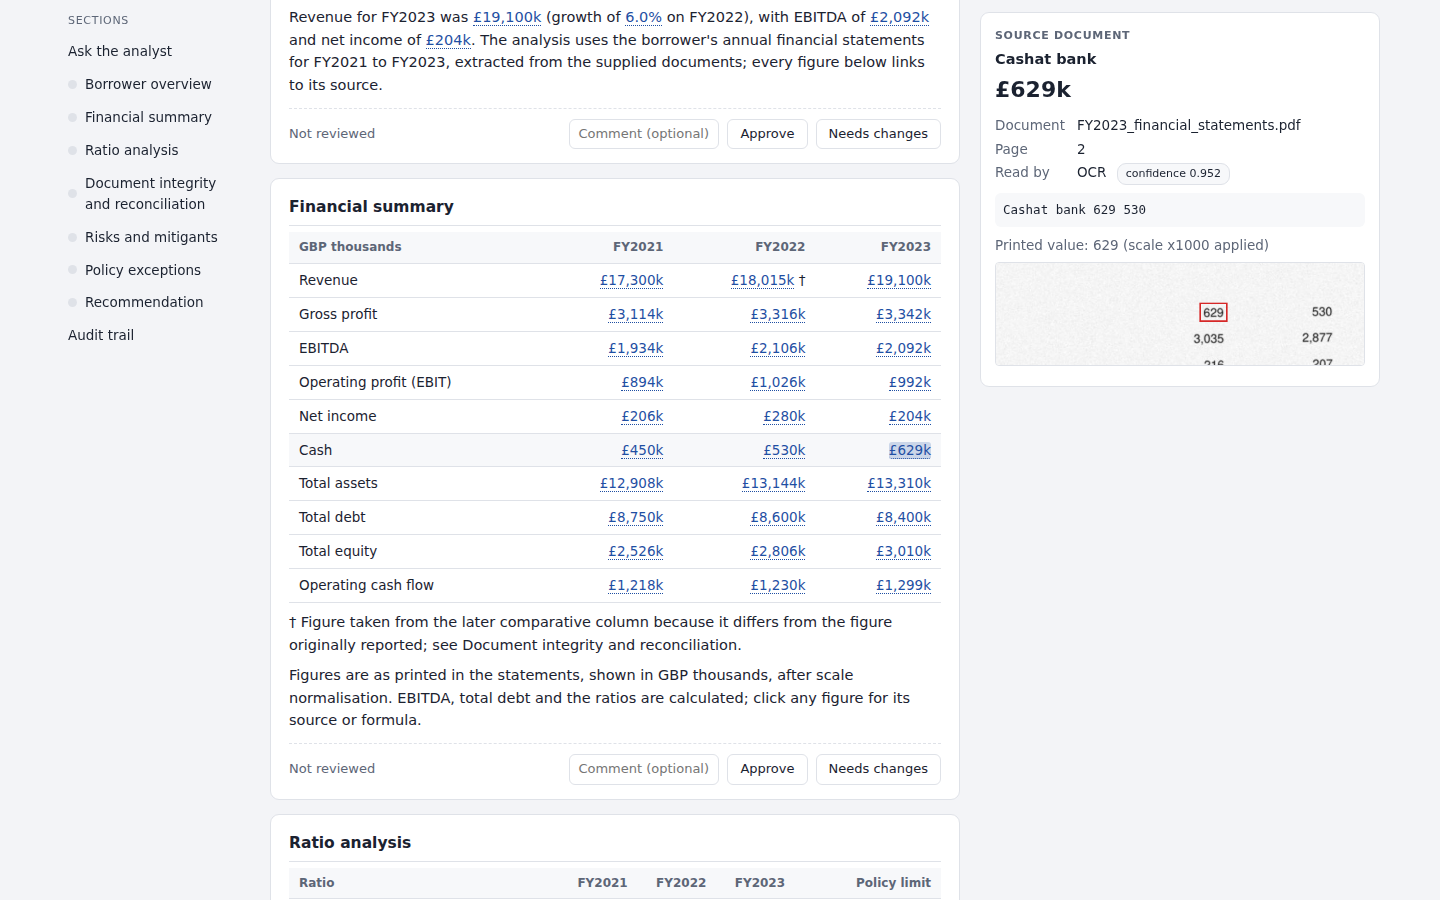 SECTIONS
Ask the analyst
Borrower overview
Financial summary
Ratio analysis
Document integrity
and reconciliation
Risks and mitigants
Policy exceptions
Recommendation
Audit trail
Revenue for FY2023 was £19,100k (growth of 6.0% on FY2022), with EBITDA of £2,092k
and net income of £204k. The analysis uses the borrower's annual financial statements
for FY2021 to FY2023, extracted from the supplied documents; every figure below links
to its source.
Not reviewed Comment (optional) Approve Needs changes
Financial summary
GBP thousands FY2021 FY2022 FY2023
Revenue £17,300k £18,015k † £19,100k
Gross profit £3,114k £3,316k £3,342k
EBITDA £1,934k £2,106k £2,092k
Operating profit (EBIT) £894k £1,026k £992k
Net income £206k £280k £204k
Cash £450k £530k £629k
Total assets £12,908k £13,144k £13,310k
Total debt £8,750k £8,600k £8,400k
Total equity £2,526k £2,806k £3,010k
Operating cash flow £1,218k £1,230k £1,299k
† Figure taken from the later comparative column because it differs from the figure
originally reported; see Document integrity and reconciliation.
Figures are as printed in the statements, shown in GBP thousands, after scale
normalisation. EBITDA, total debt and the ratios are calculated; click any figure for its
source or formula.
Not reviewed Comment (optional) Approve Needs changes
Ratio analysis
Ratio FY2021 FY2022 FY2023 Policy limit
SOURCE DOCUMENT
Cashat bank
£629k
Document FY2023_financial_statements.pdf
Page 2
Read by OCR confidence 0.952
Cashat bank 629 530
Printed value: 629 (scale x1000 applied)
629 530
3,035 2,877
216 207